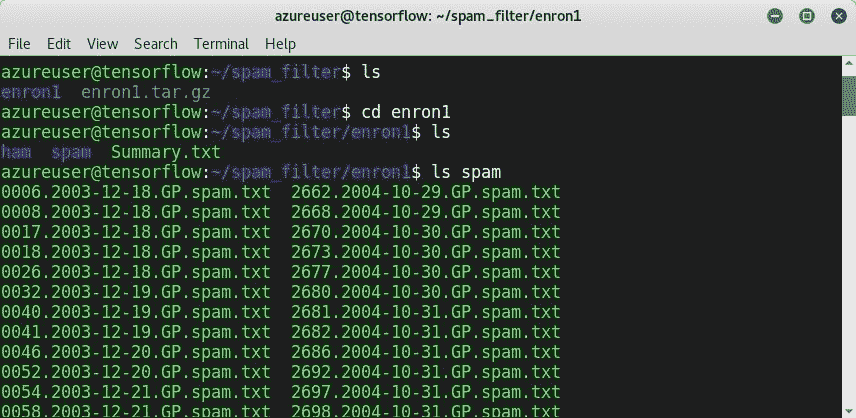 azureuser@tensorflow: ~/spam_filter/enron1
File Edit View Search Terminal Help
azureuser@tensorflow:~/spam_filter$ ls
enron1  enron1.tar.gz
azureuser@tensorflow:~/spam_filter$ cd enron1
azureuser@tensorflow:~/spam_filter/enron1$ ls
ham  spam  Summary.txt
azureuser@tensorflow:~/spam_filter/enron1$ ls spam
0006.2003-12-18.GP.spam.txt  2662.2004-10-29.GP.spam.txt
0008.2003-12-18.GP.spam.txt  2668.2004-10-29.GP.spam.txt
0017.2003-12-18.GP.spam.txt  2670.2004-10-30.GP.spam.txt
0018.2003-12-18.GP.spam.txt  2673.2004-10-30.GP.spam.txt
0026.2003-12-18.GP.spam.txt  2677.2004-10-30.GP.spam.txt
0032.2003-12-19.GP.spam.txt  2680.2004-10-30.GP.spam.txt
0040.2003-12-19.GP.spam.txt  2681.2004-10-31.GP.spam.txt
0041.2003-12-19.GP.spam.txt  2682.2004-10-31.GP.spam.txt
0046.2003-12-20.GP.spam.txt  2686.2004-10-31.GP.spam.txt
0052.2003-12-20.GP.spam.txt  2692.2004-10-31.GP.spam.txt
0054.2003-12-21.GP.spam.txt  2697.2004-10-31.GP.spam.txt
0058.2003-12-21.GP.spam.txt  2698.2004-10-31.GP.spam.txt